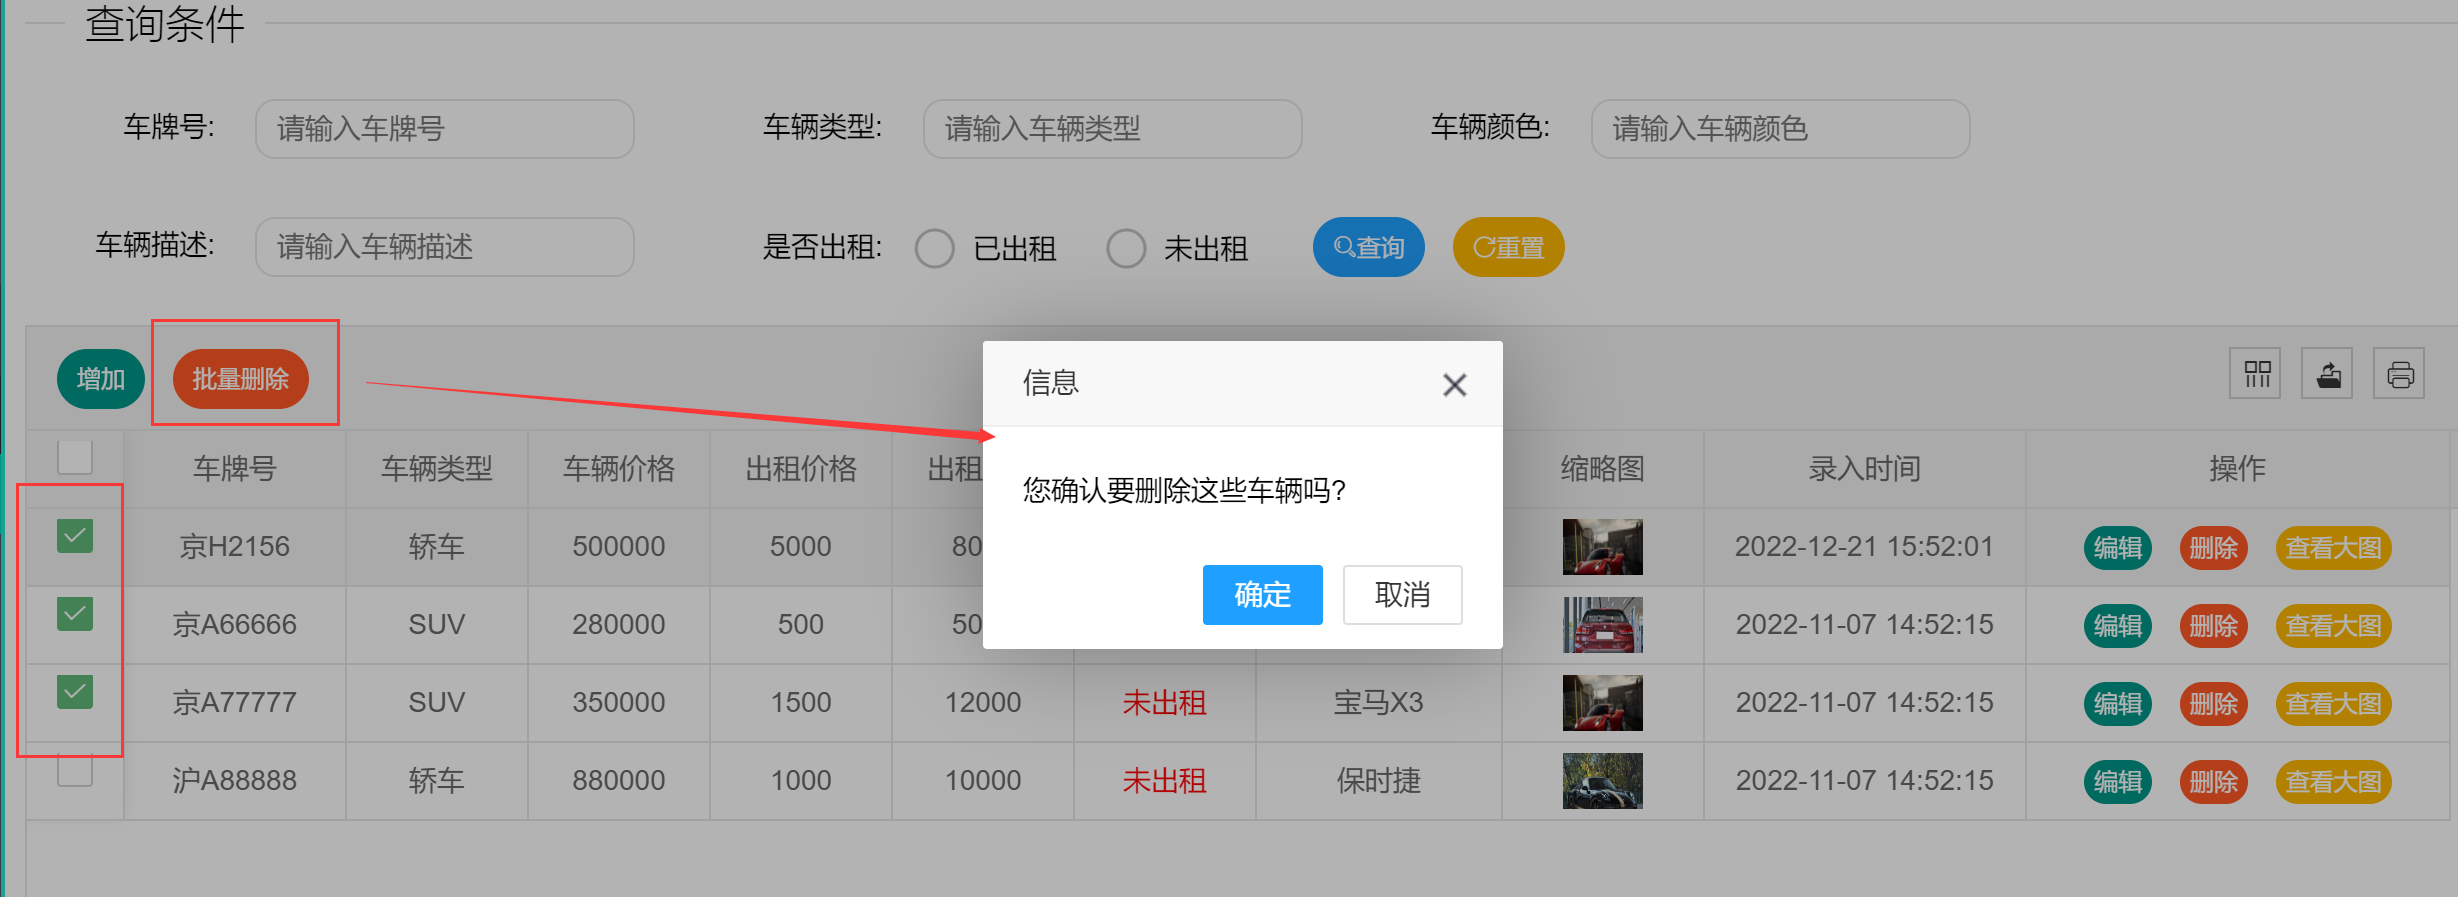 查询条件
车牌号: 请输入车牌号 车辆类型: 请输入车辆类型 车辆颜色: 请输入车辆颜色
车辆描述: 请输入车辆描述 是否出租: 已出租 未出租 查询 重置
增加 批量删除
信息
您确认要删除这些车辆吗?
确定 取消
车牌号 车辆类型 车辆价格 出租价格 出租 缩略图 录入时间 操作
京H2156 轿车 500000 5000 80 2022-12-21 15:52:01 编辑 删除 查看大图
京A66666 SUV 280000 500 50 2022-11-07 14:52:15 编辑 删除 查看大图
京A77777 SUV 350000 1500 12000 未出租 宝马X3 2022-11-07 14:52:15 编辑 删除 查看大图
沪A88888 轿车 880000 1000 10000 未出租 保时捷 2022-11-07 14:52:15 编辑 删除 查看大图